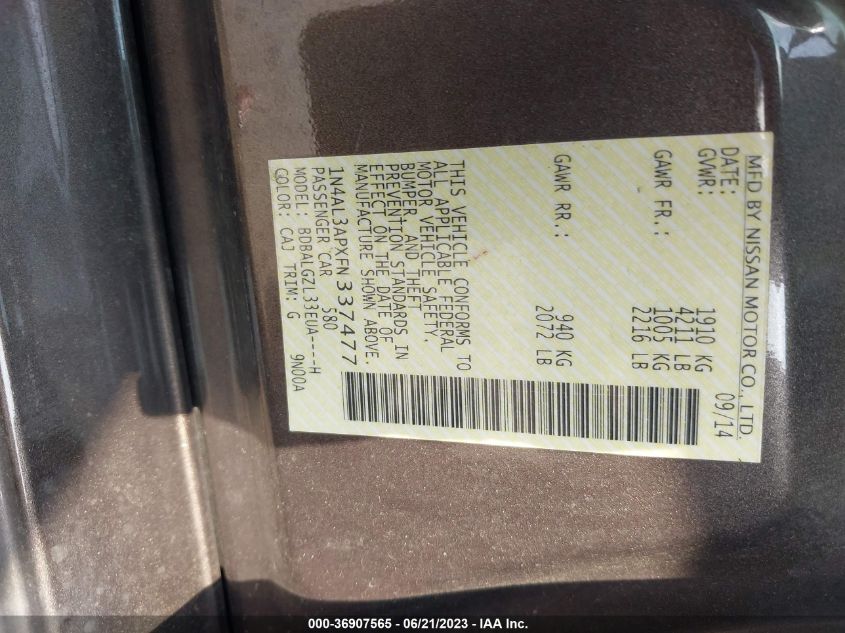 MFD BY NISSAN MOTOR CO., LTD.
DATE: 09/14
GVWR: 1910 KG
4211 LB
GAWR FR.: 1005 KG
2216 LB
GAWR RR.: 940 KG
2072 LB
THIS VEHICLE CONFORMS TO
ALL APPLICABLE FEDERAL
MOTOR VEHICLE SAFETY,
BUMPER, AND THEFT
PREVENTION STANDARDS IN
EFFECT ON THE DATE OF
MANUFACTURE SHOWN ABOVE.
1N4AL3APXFN337477
PASSENGER CAR 580
MODEL: BDBALGZL33EUA----H
COLOR: CAJ TRIM: G 9N00A
000-36907565 / 06/21/2023 - IAA Inc.